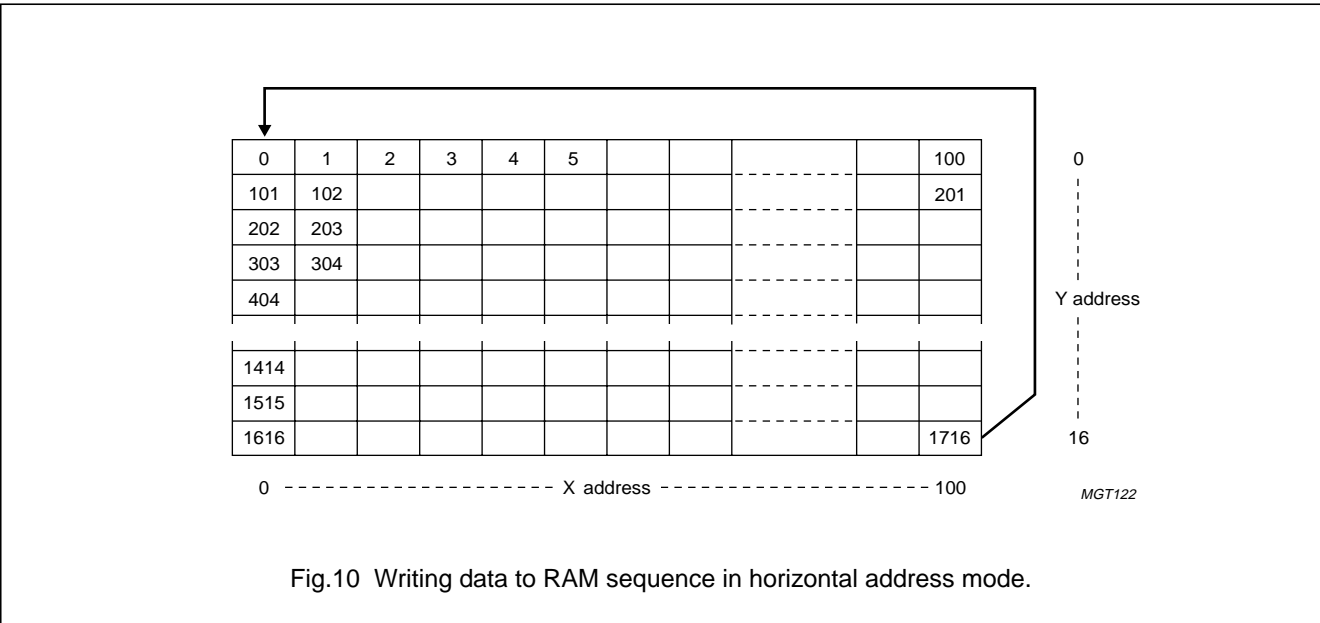 0 1 2 3 4 5 100 0
101 102 201
202 203
303 304
404 Y address
1414
1515
1616 1716 16
0 X address 100
MGT122
Fig.10 Writing data to RAM sequence in horizontal address mode.